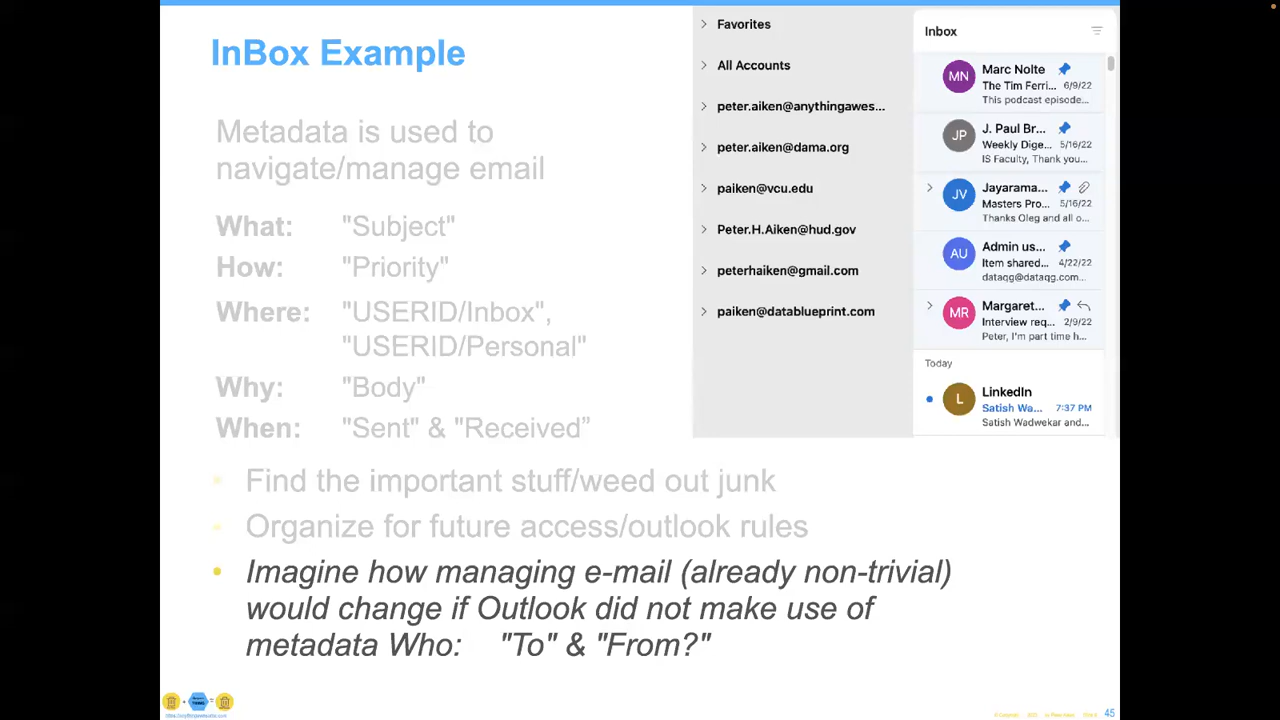 InBox Example
Metadata is used to
navigate/manage email
What: "Subject"
How: "Priority"
Where: "USERID/Inbox",
"USERID/Personal"
Why: "Body"
When: "Sent" & "Received”
Find the important stuff/weed out junk
Organize for future access/outlook rules
Imagine how managing e-mail (already non-trivial)
would change if Outlook did not make use of
metadata Who: "To" & "From?"
Favorites
All Accounts
peter.aiken@anythingawes...
peter.aiken@dama.org
paiken@vcu.edu
Peter.H.Aiken@hud.gov
peterhaiken@gmail.com
paiken@datablueprint.com
Inbox
MN
Marc Nolte
The Tim Ferri... 6/9/22
This podcast episode...
JP
J. Paul Br...
Weekly Dige... 5/16/22
IS Faculty, Thank you...
JV
Jayarama...
Masters Pro... 5/16/22
Thanks Oleg and all o...
AU
Admin us...
Item shared... 4/22/22
dataqg@dataqg.com...
MR
Margaret...
Interview req... 2/9/22
Peter, I'm part time h...
Today
L
LinkedIn
Satish Wa... 7:37 PM
Satish Wadwekar and...
45